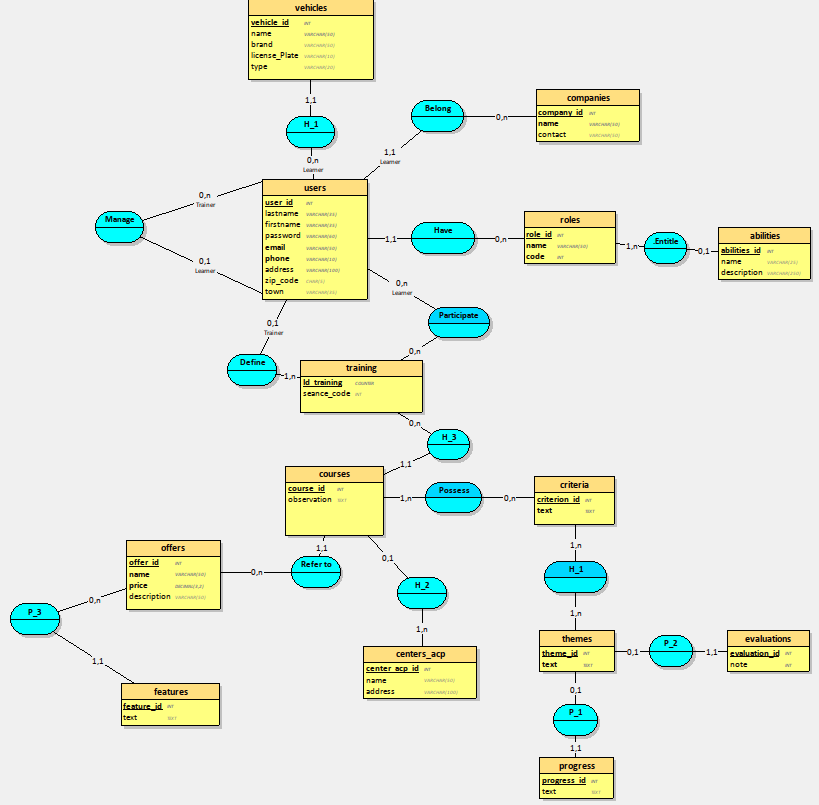 vehicles
vehicle_id INT
name VARCHAR(50)
brand VARCHAR(50)
license_Plate VARCHAR(10)
type VARCHAR(20)
1,1
H_1
0,n
Learner
Belong
1,1
Learner
0,n
companies
company_id INT
name VARCHAR(50)
contact VARCHAR(50)
users
user_id INT
lastname VARCHAR(35)
firstname VARCHAR(35)
password VARCHAR(60)
email VARCHAR(50)
phone VARCHAR(10)
address VARCHAR(100)
zip_code CHAR(5)
town VARCHAR(35)
0,n
Trainer
Manage
0,1
Learner
1,1
Have
0,n
roles
role_id INT
name VARCHAR(50)
code INT
1,n
.Entitle
0,1
abilities
abilities_id INT
name VARCHAR(25)
description VARCHAR(250)
0,n
Learner
Participate
0,n
0,1
Trainer
Define
1,n
training
Id_training COUNTER
seance_code INT
0,n
H_3
1,1
courses
course_id INT
observation TEXT
1,n
Possess
0,n
criteria
criterion_id INT
text TEXT
1,1
Refer to
0,n
offers
offer_id INT
name VARCHAR(50)
price DECIMAL(5,2)
description VARCHAR(50)
0,1
H_2
1,n
1,n
H_1
1,n
0,n
P_3
1,1
features
feature_id INT
text TEXT
centers_acp
center_acp_id INT
name VARCHAR(50)
address VARCHAR(100)
themes
theme_id INT
text TEXT
0,1
P_2
1,1
evaluations
evaluation_id INT
note INT
0,1
P_1
1,1
progress
progress_id INT
text TEXT